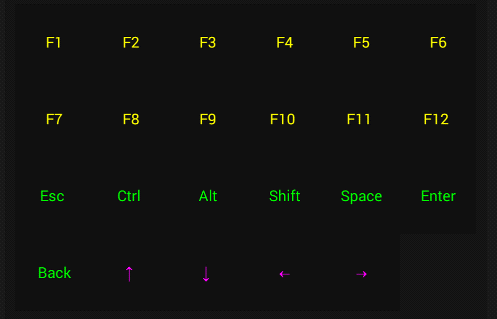 F1 F2 F3 F4 F5 F6
F7 F8 F9 F10 F11 F12
Esc Ctrl Alt Shift Space Enter
Back ↑ ↓ ← →